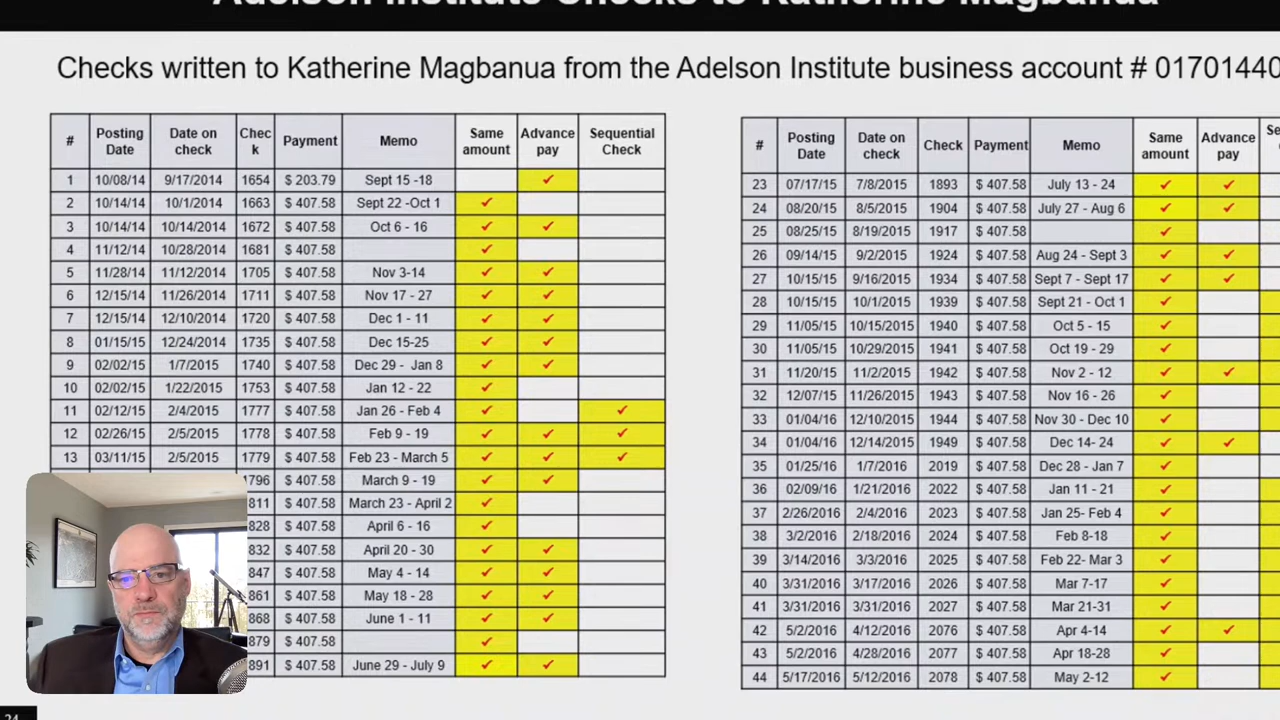 Adelson Institute Checks to Katherine Magbanua
Checks written to Katherine Magbanua from the Adelson Institute business account # 01701440
# Posting Date Date on check Check Payment Memo Same amount Advance pay Sequential Check
1 10/08/14 9/17/2014 1654 $ 203.79 Sept 15 -18 ✓
2 10/14/14 10/1/2014 1663 $ 407.58 Sept 22 -Oct 1 ✓
3 10/14/14 10/14/2014 1672 $ 407.58 Oct 6 - 16 ✓ ✓
4 11/12/14 10/28/2014 1681 $ 407.58 ✓
5 11/28/14 11/12/2014 1705 $ 407.58 Nov 3-14 ✓ ✓
6 12/15/14 11/26/2014 1711 $ 407.58 Nov 17 - 27 ✓ ✓
7 12/15/14 12/10/2014 1720 $ 407.58 Dec 1 - 11 ✓ ✓
8 01/15/15 12/24/2014 1735 $ 407.58 Dec 15-25 ✓ ✓
9 02/02/15 1/7/2015 1740 $ 407.58 Dec 29 - Jan 8 ✓ ✓
10 02/02/15 1/22/2015 1753 $ 407.58 Jan 12 - 22 ✓
11 02/12/15 2/4/2015 1777 $ 407.58 Jan 26 - Feb 4 ✓ ✓
12 02/26/15 2/5/2015 1778 $ 407.58 Feb 9 - 19 ✓ ✓ ✓
13 03/11/15 2/5/2015 1779 $ 407.58 Feb 23 - March 5 ✓ ✓ ✓
1796 $ 407.58 March 9 - 19 ✓ ✓
811 $ 407.58 March 23 - April 2 ✓
828 $ 407.58 April 6 - 16 ✓
832 $ 407.58 April 20 - 30 ✓ ✓
847 $ 407.58 May 4 - 14 ✓ ✓
861 $ 407.58 May 18 - 28 ✓ ✓
868 $ 407.58 June 1 - 11 ✓ ✓
879 $ 407.58 ✓
891 $ 407.58 June 29 - July 9 ✓ ✓
# Posting Date Date on check Check Payment Memo Same amount Advance pay
23 07/17/15 7/8/2015 1893 $ 407.58 July 13 - 24 ✓ ✓
24 08/20/15 8/5/2015 1904 $ 407.58 July 27 - Aug 6 ✓ ✓
25 08/25/15 8/19/2015 1917 $ 407.58 ✓
26 09/14/15 9/2/2015 1924 $ 407.58 Aug 24 - Sept 3 ✓ ✓
27 10/15/15 9/16/2015 1934 $ 407.58 Sept 7 - Sept 17 ✓ ✓
28 10/15/15 10/1/2015 1939 $ 407.58 Sept 21 - Oct 1 ✓
29 11/05/15 10/15/2015 1940 $ 407.58 Oct 5 - 15 ✓
30 11/05/15 10/29/2015 1941 $ 407.58 Oct 19 - 29 ✓
31 11/20/15 11/2/2015 1942 $ 407.58 Nov 2 - 12 ✓ ✓
32 12/07/15 11/26/2015 1943 $ 407.58 Nov 16 - 26 ✓
33 01/04/16 12/10/2015 1944 $ 407.58 Nov 30 - Dec 10 ✓
34 01/04/16 12/14/2015 1949 $ 407.58 Dec 14- 24 ✓ ✓
35 01/25/16 1/7/2016 2019 $ 407.58 Dec 28 - Jan 7 ✓
36 02/09/16 1/21/2016 2022 $ 407.58 Jan 11 - 21 ✓
37 2/26/2016 2/4/2016 2023 $ 407.58 Jan 25- Feb 4 ✓
38 3/2/2016 2/18/2016 2024 $ 407.58 Feb 8-18 ✓
39 3/14/2016 3/3/2016 2025 $ 407.58 Feb 22- Mar 3 ✓
40 3/31/2016 3/17/2016 2026 $ 407.58 Mar 7-17 ✓
41 3/31/2016 3/31/2016 2027 $ 407.58 Mar 21-31 ✓
42 5/2/2016 4/12/2016 2076 $ 407.58 Apr 4-14 ✓ ✓
43 5/2/2016 4/28/2016 2077 $ 407.58 Apr 18-28 ✓
44 5/17/2016 5/12/2016 2078 $ 407.58 May 2-12 ✓
24